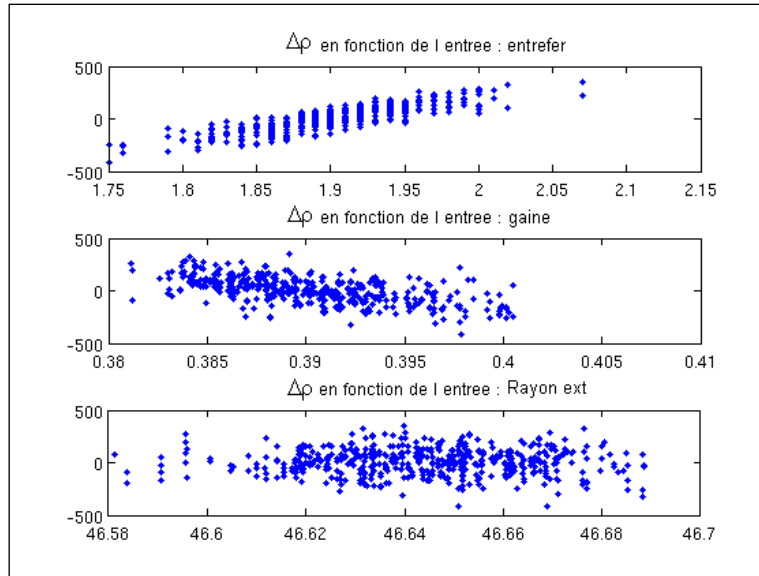 Δρ en fonction de l entree : entrefer
500
0
-500
1.75 1.8 1.85 1.9 1.95 2 2.05 2.1 2.15
Δρ en fonction de l entree : gaine
500
0
-500
0.38 0.385 0.39 0.395 0.4 0.405 0.41
Δρ en fonction de l entree : Rayon ext
500
0
-500
46.58 46.6 46.62 46.64 46.66 46.68 46.7